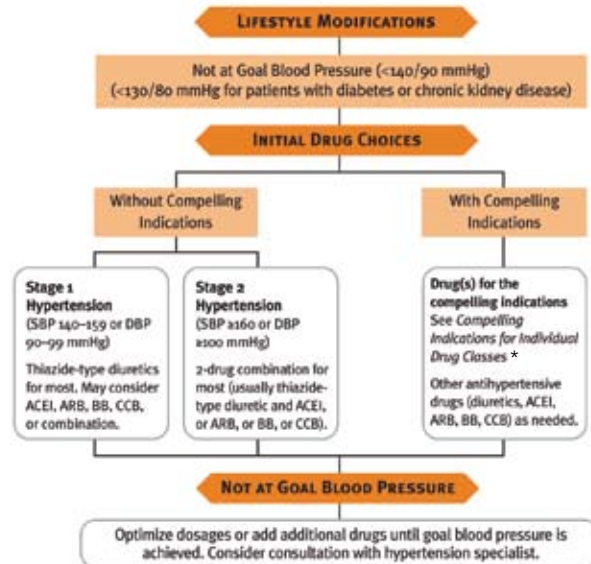 LIFESTYLE MODIFICATIONS
Not at Goal Blood Pressure (<140/90 mmHg)
(<130/80 mmHg for patients with diabetes or chronic kidney disease)
INITIAL DRUG CHOICES
Without Compelling
Indications
With Compelling
Indications
Stage 1
Hypertension
(SBP 140–159 or DBP
90–99 mmHg)
Thiazide-type diuretics
for most. May consider
ACEI, ARB, BB, CCB,
or combination.
Stage 2
Hypertension
(SBP ≥160 or DBP
≥100 mmHg)
2-drug combination for
most (usually thiazide-
type diuretic and ACEI,
or ARB, or BB, or CCB).
Drug(s) for the
compelling indications
See Compelling
Indications for Individual
Drug Classes *
Other antihypertensive
drugs (diuretics, ACEI,
ARB, BB, CCB) as needed.
NOT AT GOAL BLOOD PRESSURE
Optimize dosages or add additional drugs until goal blood pressure is
achieved. Consider consultation with hypertension specialist.